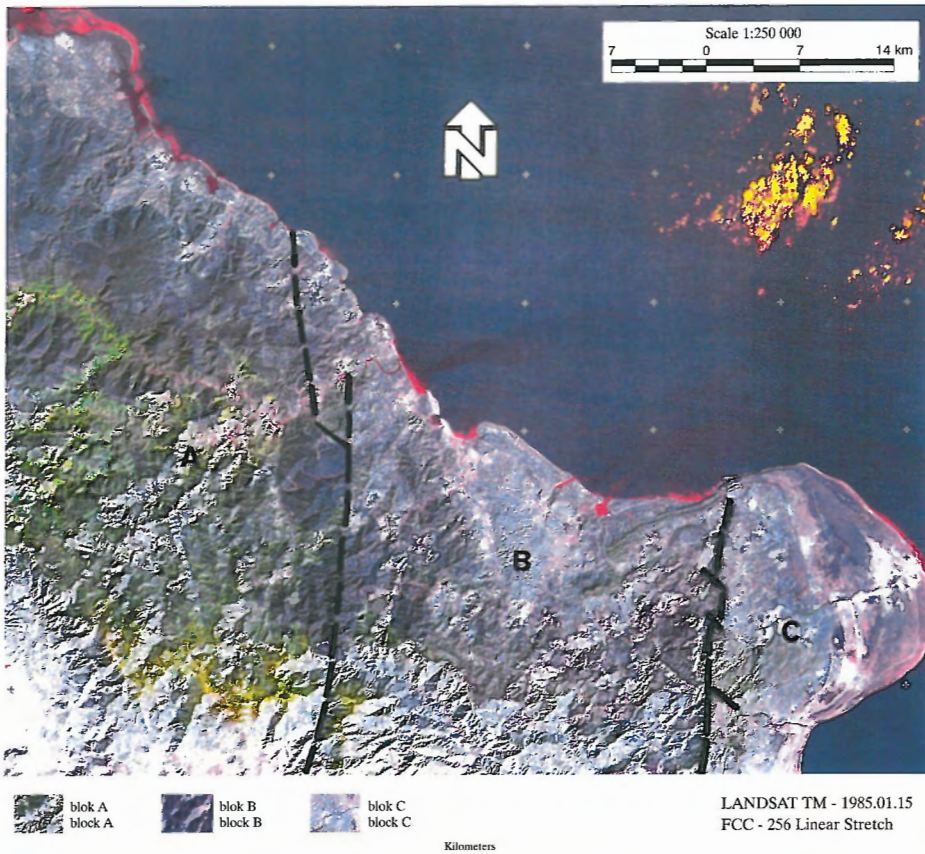 Scale 1:250 000
7 0 7 14 km
N
A
B
C
blok A
block A
blok B
block B
blok C
block C
LANDSAT TM - 1985.01.15
FCC - 256 Linear Stretch
Kilometers